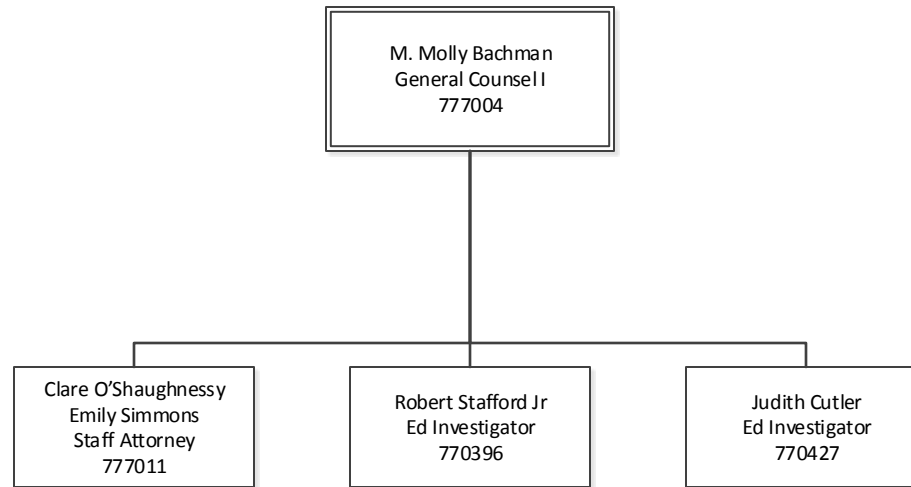 M. Molly Bachman
General Counsel I
777004
Clare O’Shaughnessy
Emily Simmons
Staff Attorney
777011
Robert Stafford Jr
Ed Investigator
770396
Judith Cutler
Ed Investigator
770427